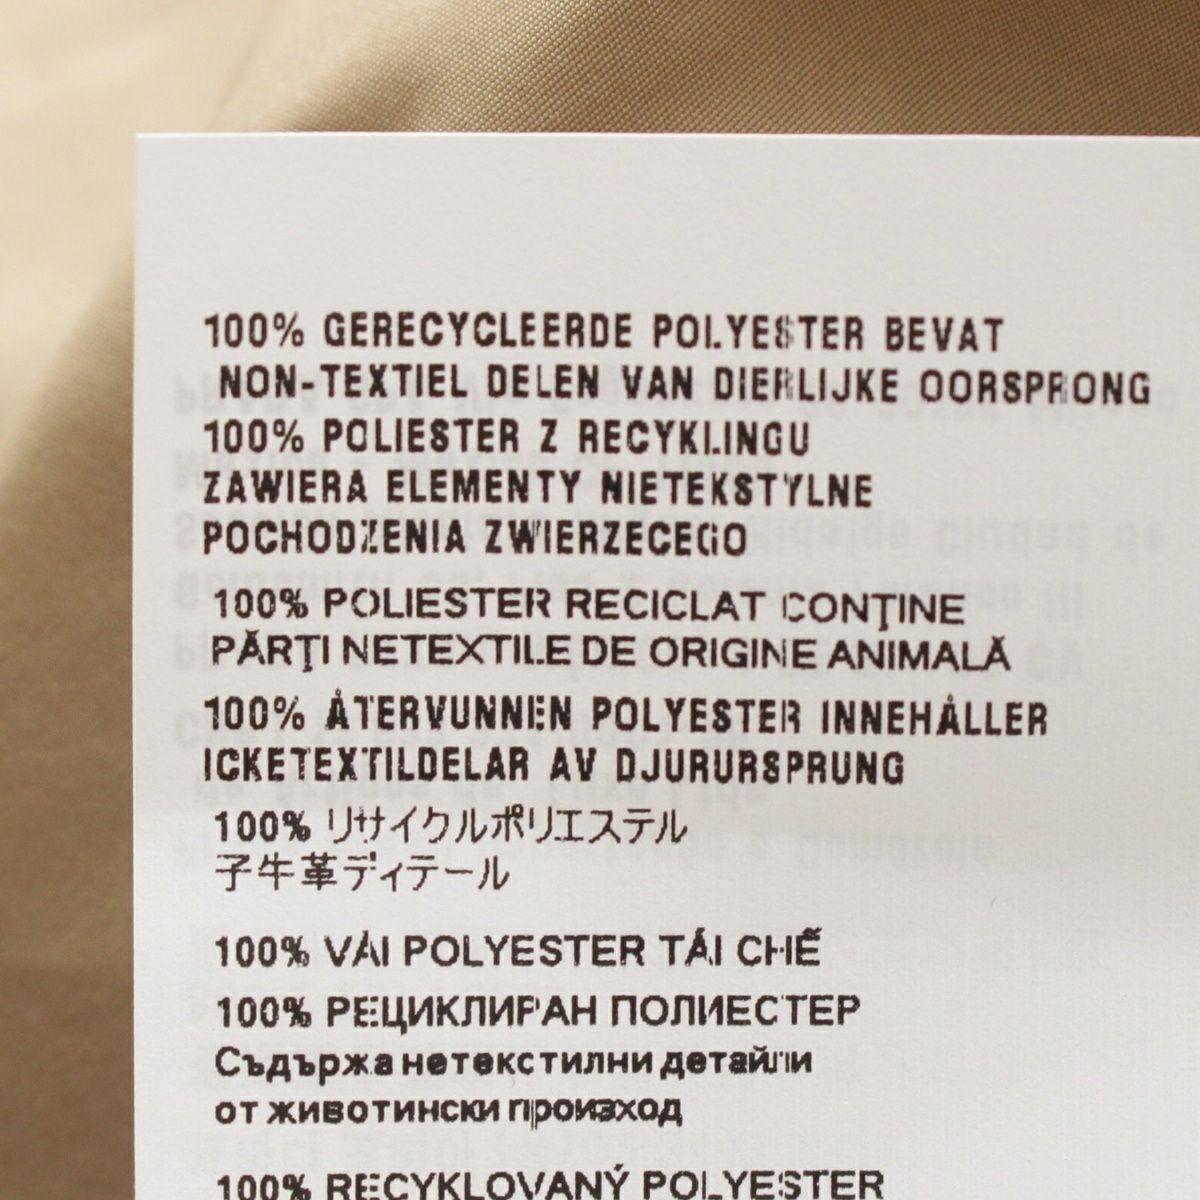 100% GERECYCLEERDE POLYESTER BEVAT
NON-TEXTIEL DELEN VAN DIERLIJKE OORSPRONG
100% POLIESTER Z RECYKLINGU
ZAWIERA ELEMENTY NIETEKSTYLNE
POCHODZENIA ZWIERZECEGO
100% POLIESTER RECICLAT CONŢINE
PĂRŢI NETEXTILE DE ORIGINE ANIMALĂ
100% ÅTERVUNNEN POLYESTER INNEHÅLLER
ICKETEXTILDELAR AV DJURURSPRUNG
100% リサイクルポリエステル
子牛革ディテール
100% VẢI POLYESTER TÁI CHẼ
100% РЕЦИКЛИРАН ПОЛИЕСТЕР
Съдържа нетекстилни детайли
от животински произход
100% RECYKLOVANÝ POLYESTER